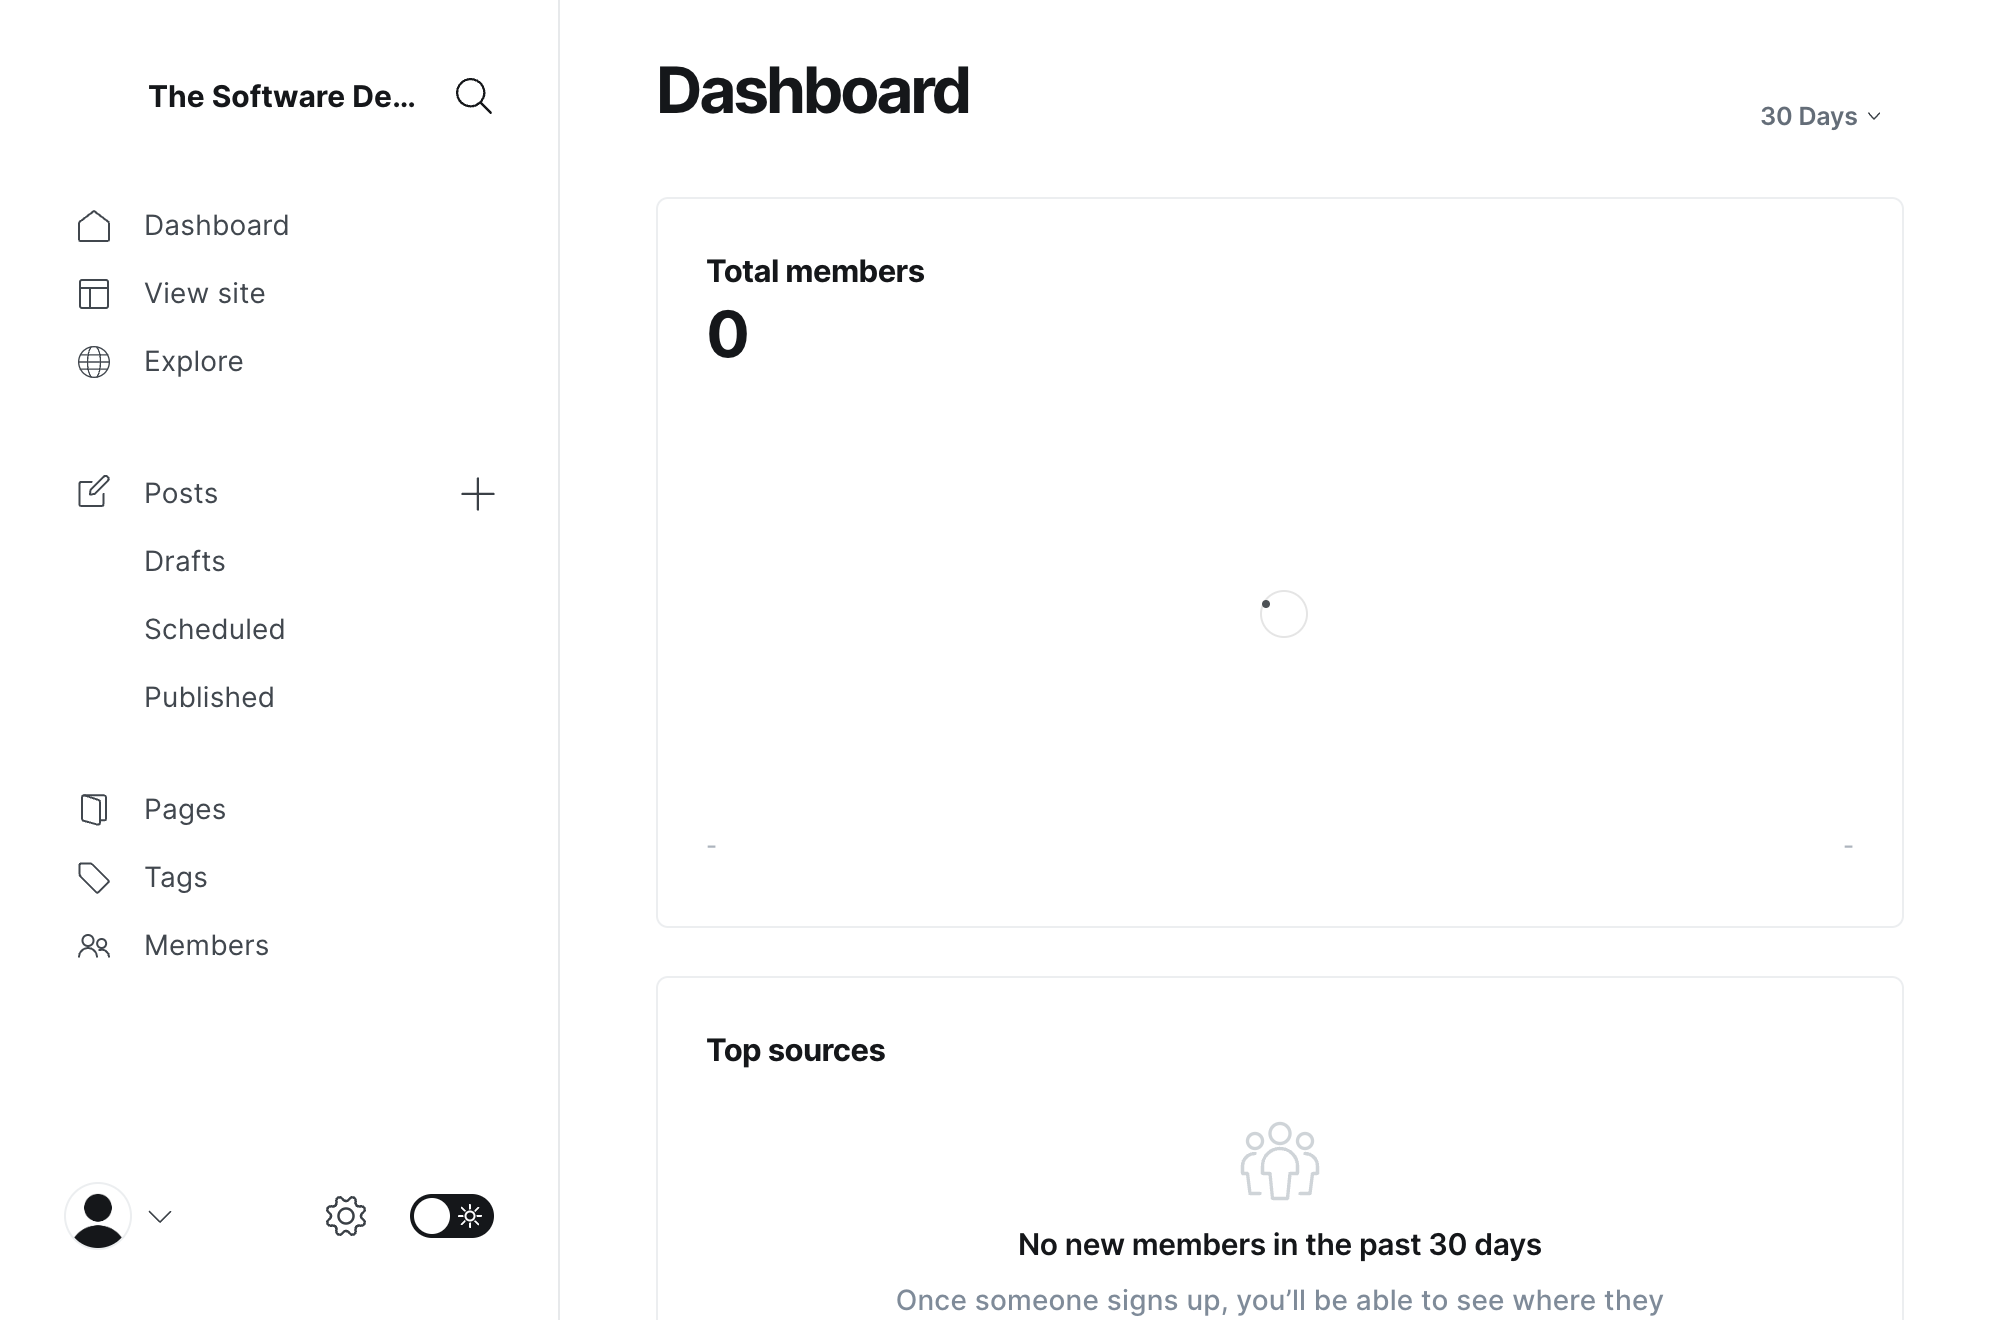 The Software De...
Dashboard
View site
Explore
Posts
Drafts
Scheduled
Published
Pages
Tags
Members
Dashboard
30 Days
Total members
0
-
-
Top sources
No new members in the past 30 days
Once someone signs up, you’ll be able to see where they